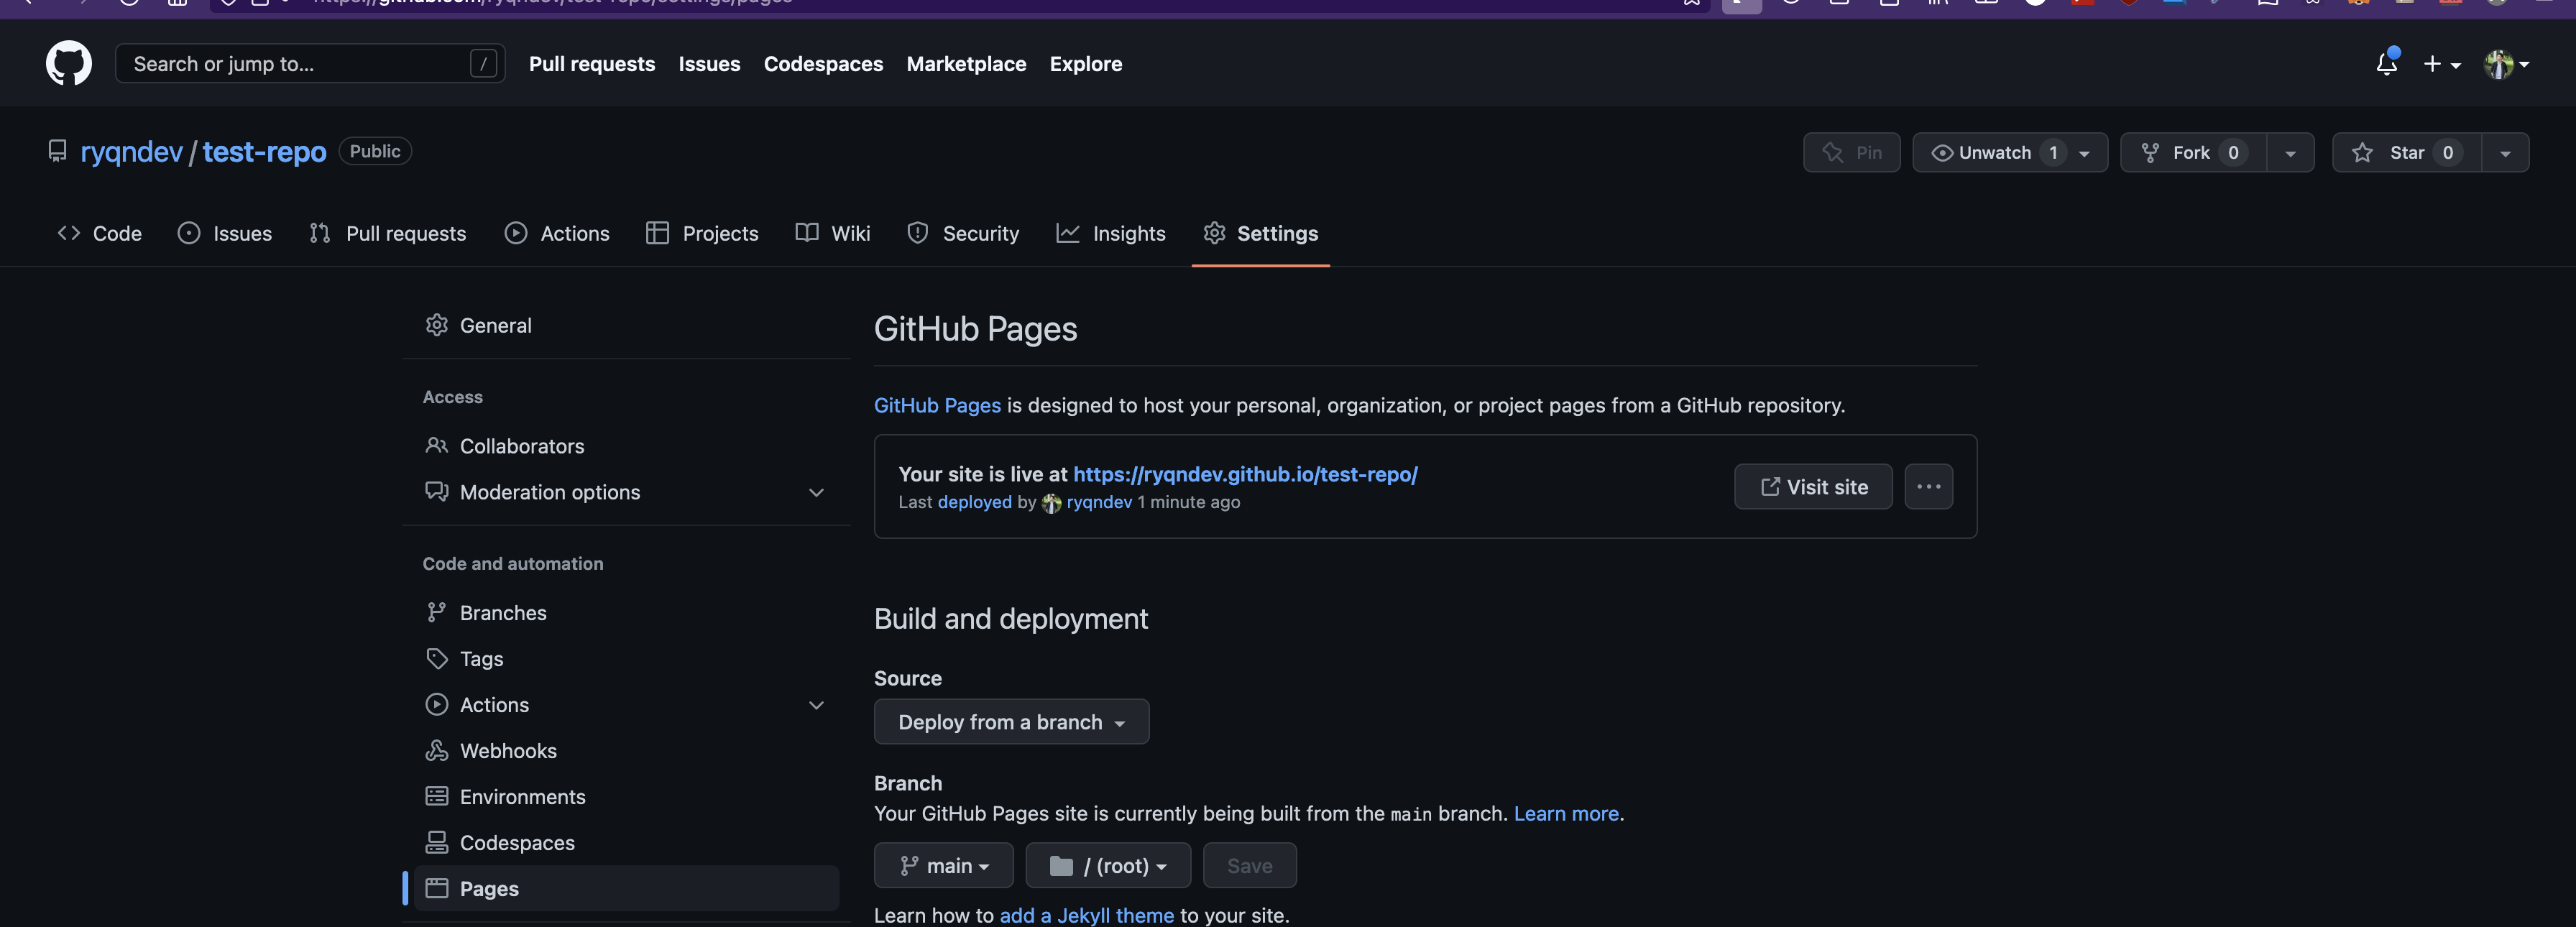 Search or jump to... /
Pull requests Issues Codespaces Marketplace Explore
ryqndev / test-repo Public
Pin Unwatch 1 Fork 0 Star 0
Code Issues Pull requests Actions Projects Wiki Security Insights Settings
General
Access
Collaborators
Moderation options
Code and automation
Branches
Tags
Actions
Webhooks
Environments
Codespaces
Pages
GitHub Pages
GitHub Pages is designed to host your personal, organization, or project pages from a GitHub repository.
Your site is live at https://ryqndev.github.io/test-repo/
Last deployed by ryqndev 1 minute ago
Visit site
Build and deployment
Source
Deploy from a branch
Branch
Your GitHub Pages site is currently being built from the main branch. Learn more.
main / (root) Save
Learn how to add a Jekyll theme to your site.